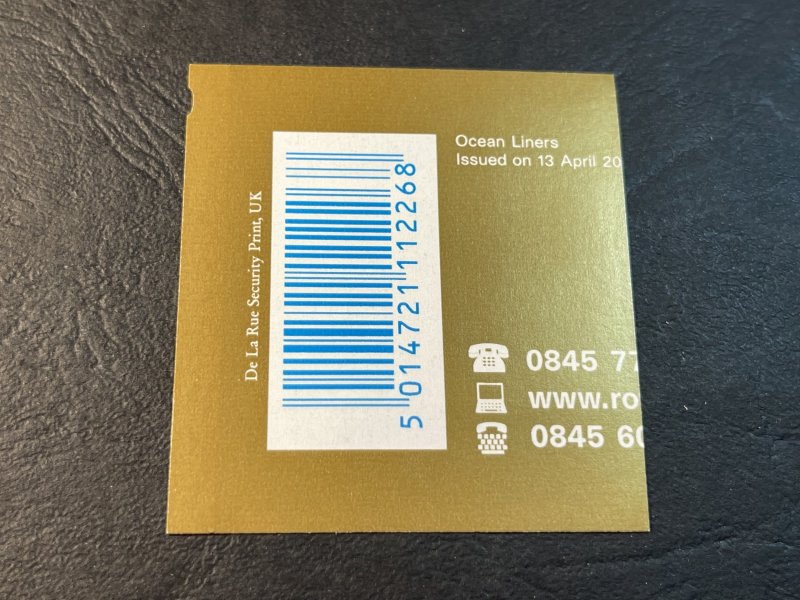 Ocean Liners
Issued on 13 April 20
De La Rue Security Print, UK
5 014721 112268
0845 77
www.ro
0845 60